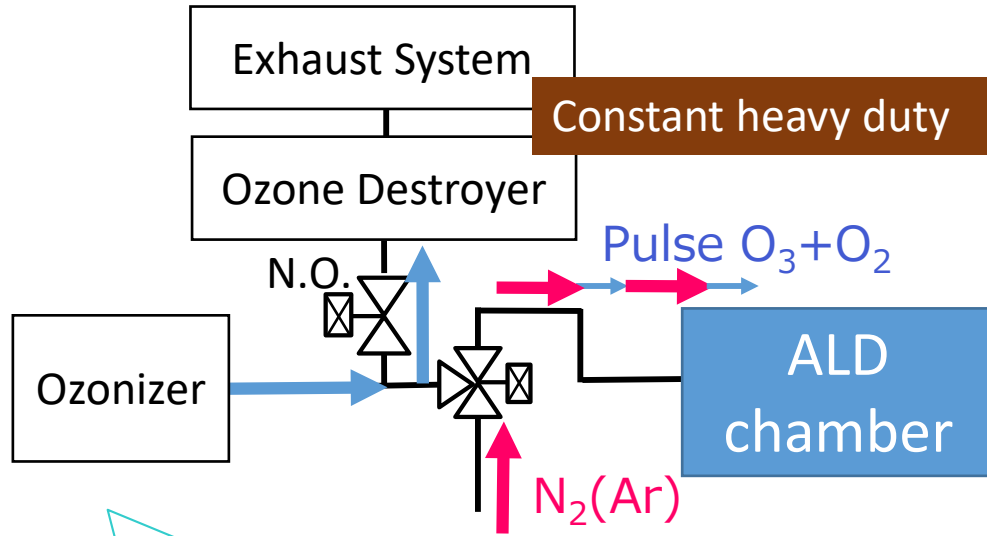 Exhaust System
Constant heavy duty
Ozone Destroyer
N.O.
Pulse O₃+O₂
Ozonizer
ALD
chamber
N₂(Ar)